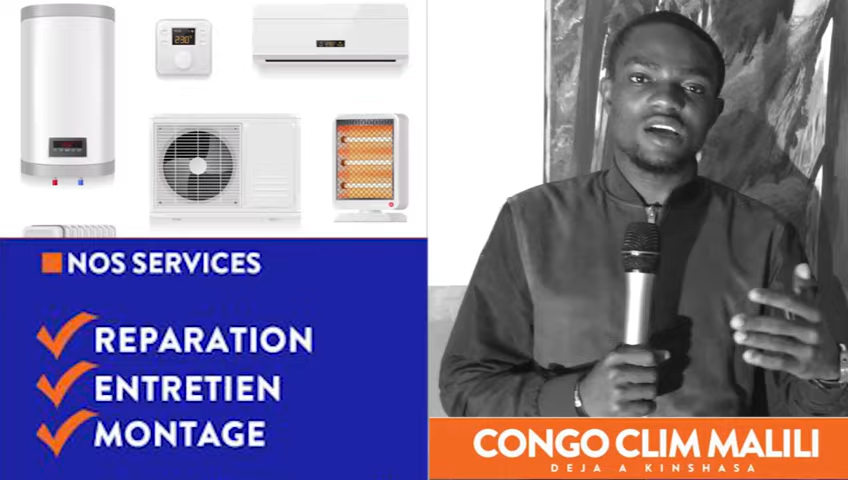 NOS SERVICES
REPARATION
ENTRETIEN
MONTAGE
CONGO CLIM MALILI
DEJA A KINSHASA